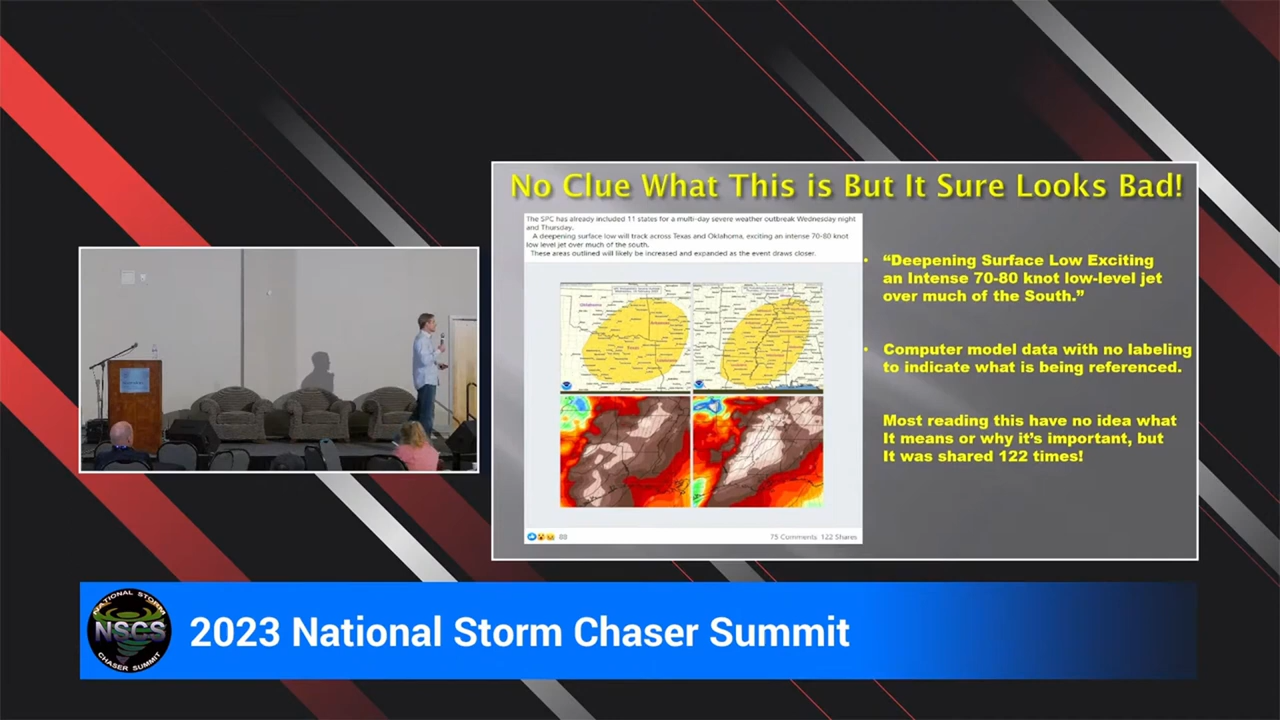 No Clue What This is But It Sure Looks Bad!
The SPC has already included 11 states for a multi-day severe weather outbreak Wednesday night
and Thursday.
A deepening surface low will track across Texas and Oklahoma, exciting an intense 70-80 knot
low level jet over much of the south.
These areas outlined will likely be increased and expanded as the event draws closer.
88
75 Comments 122 Shares
• “Deepening Surface Low Exciting
an Intense 70-80 knot low-level jet
over much of the South.”
• Computer model data with no labeling
to indicate what is being referenced.
Most reading this have no idea what
It means or why it’s important, but
It was shared 122 times!
NATIONAL STORM
NSCS
CHASER SUMMIT
2023 National Storm Chaser Summit